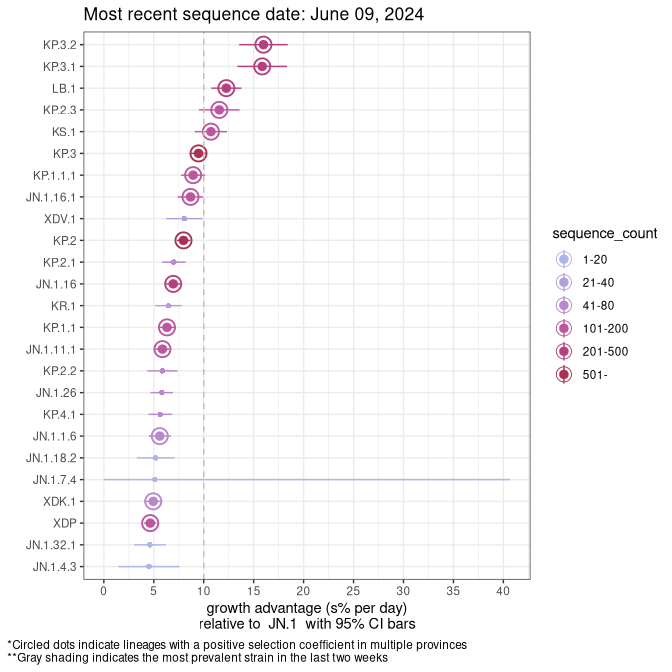 Most recent sequence date: June 09, 2024
KP.3.2
KP.3.1
LB.1
KP.2.3
KS.1
KP.3
KP.1.1.1
JN.1.16.1
XDV.1
KP.2
KP.2.1
JN.1.16
KR.1
KP.1.1
JN.1.11.1
KP.2.2
JN.1.26
KP.4.1
JN.1.1.6
JN.1.18.2
JN.1.7.4
XDK.1
XDP
JN.1.32.1
JN.1.4.3
0 5 10 15 20 25 30 35 40
growth advantage (s% per day)
relative to JN.1 with 95% CI bars
sequence_count
1-20
21-40
41-80
101-200
201-500
501-
*Circled dots indicate lineages with a positive selection coefficient in multiple provinces
**Gray shading indicates the most prevalent strain in the last two weeks